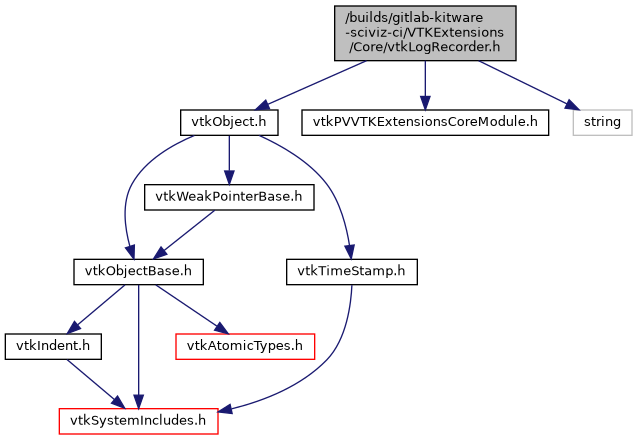 /builds/gitlab-kitware
-sciviz-ci/VTKExtensions
/Core/vtkLogRecorder.h
vtkObject.h
vtkPVVTKExtensionsCoreModule.h
string
vtkWeakPointerBase.h
vtkObjectBase.h
vtkTimeStamp.h
vtkIndent.h
vtkAtomicTypes.h
vtkSystemIncludes.h